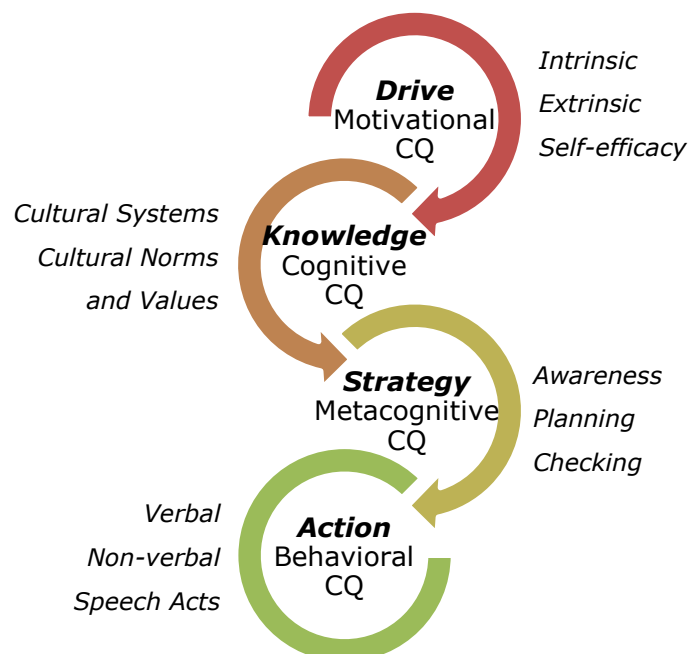 Drive
Motivational
CQ
Intrinsic
Extrinsic
Self-efficacy
Knowledge
Cognitive
CQ
Cultural Systems
Cultural Norms
and Values
Strategy
Metacognitive
CQ
Awareness
Planning
Checking
Action
Behavioral
CQ
Verbal
Non-verbal
Speech Acts